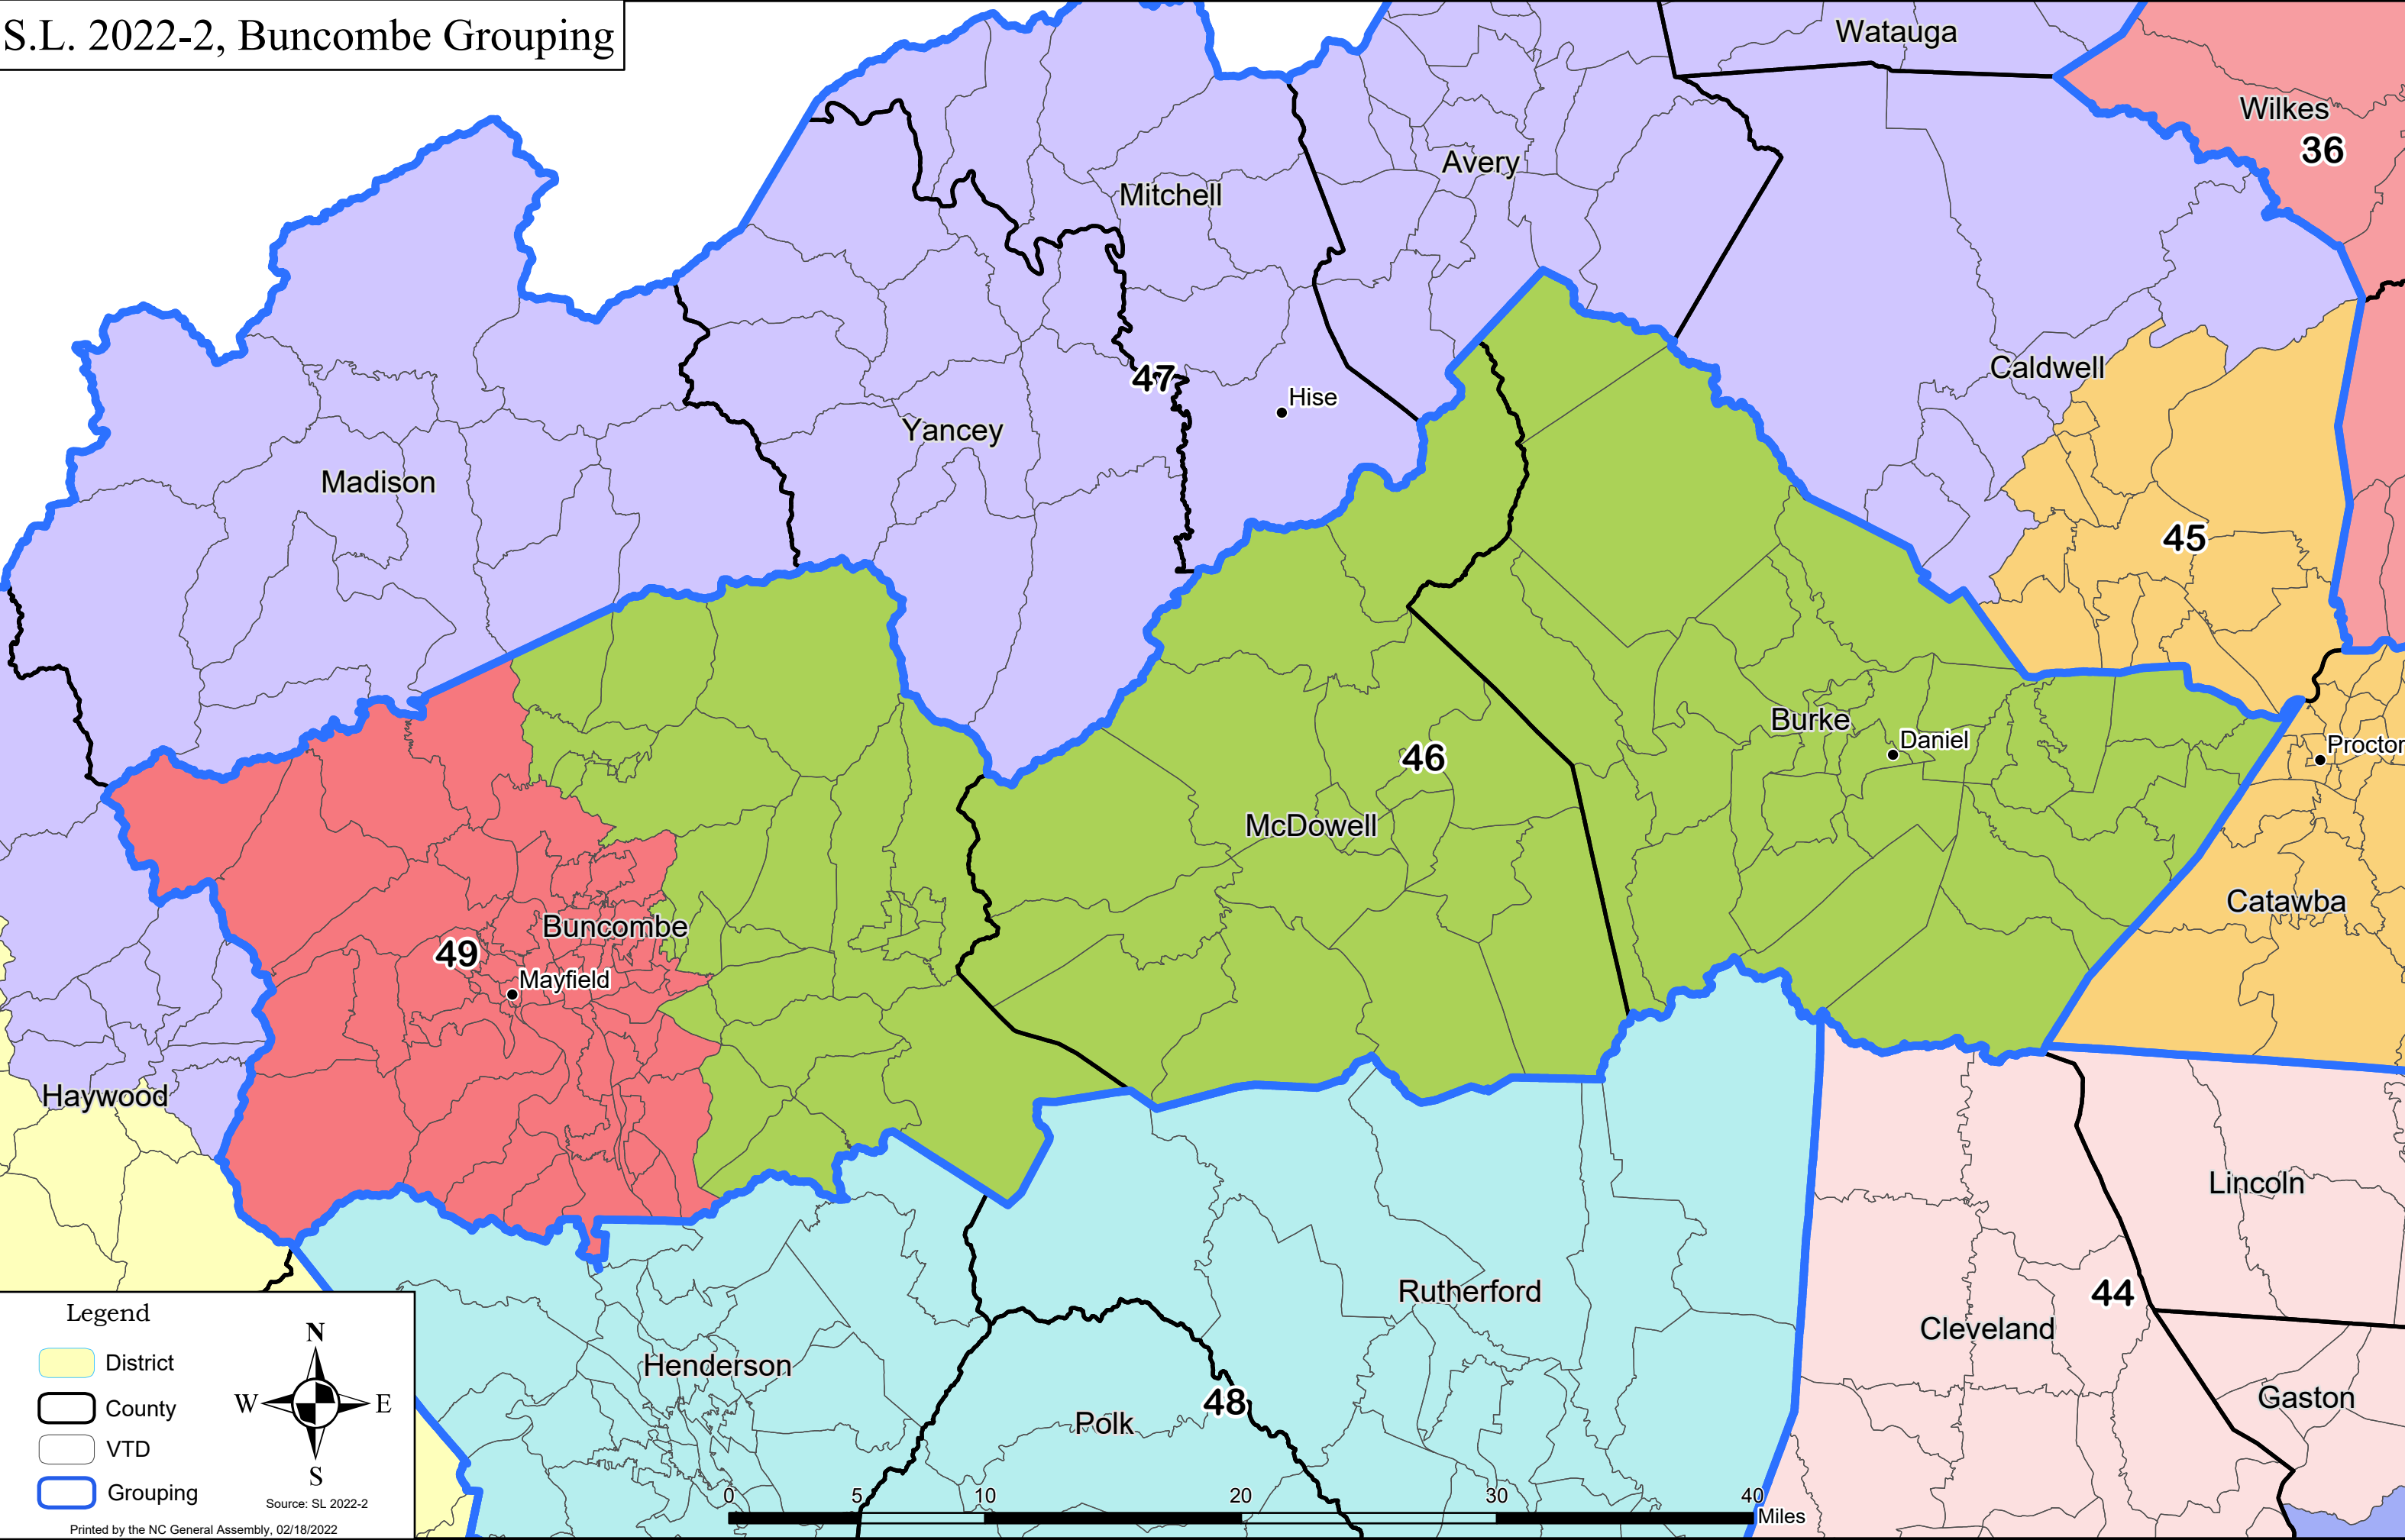 S.L. 2022-2, Buncombe Grouping
Watauga
Wilkes
36
Avery
Mitchell
Caldwell
47
Hise
Yancey
Madison
45
Burke
Daniel
Proctor
46
McDowell
Catawba
Buncombe
49
Mayfield
Haywood
Lincoln
Rutherford
44
Cleveland
Henderson
Gaston
48
Polk
Legend
District
County
VTD
Grouping
N
W E
S
Source: SL 2022-2
Printed by the NC General Assembly, 02/18/2022
0 5 10 20 30 40
Miles